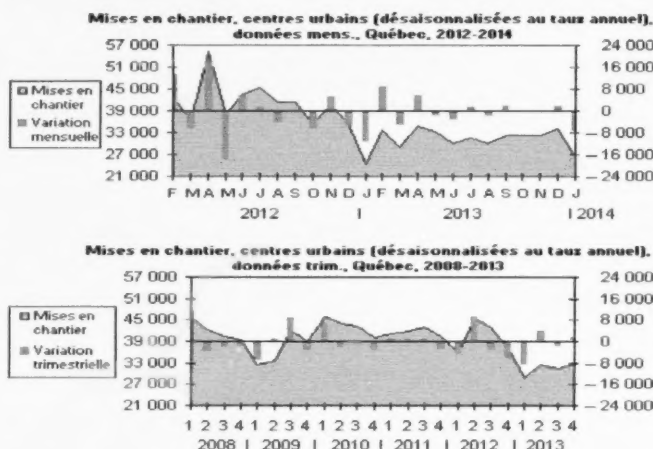 Mises en chantier, centres urbains (désaisonnalisées au taux annuel),
données mens., Québec, 2012-2014
57 000
51 000
45 000
39 000
33 000
27 000
21 000
Mises en
chantier
Variation
mensuelle
24 000
16 000
8 000
0
– 8 000
– 16 000
– 24 000
F M A M J J A S O N D J F M A M J J A S O N D J
2012 | 2013 | 2014
Mises en chantier, centres urbains (désaisonnalisées au taux annuel),
données trim., Québec, 2008-2013
57 000
51 000
45 000
39 000
33 000
27 000
21 000
Mises en
chantier
Variation
trimestrielle
24 000
16 000
8 000
0
– 8 000
– 16 000
– 24 000
1 2 3 4 1 2 3 4 1 2 3 4 1 2 3 4 1 2 3 4 1 2 3 4
2008 | 2009 | 2010 | 2011 | 2012 | 2013